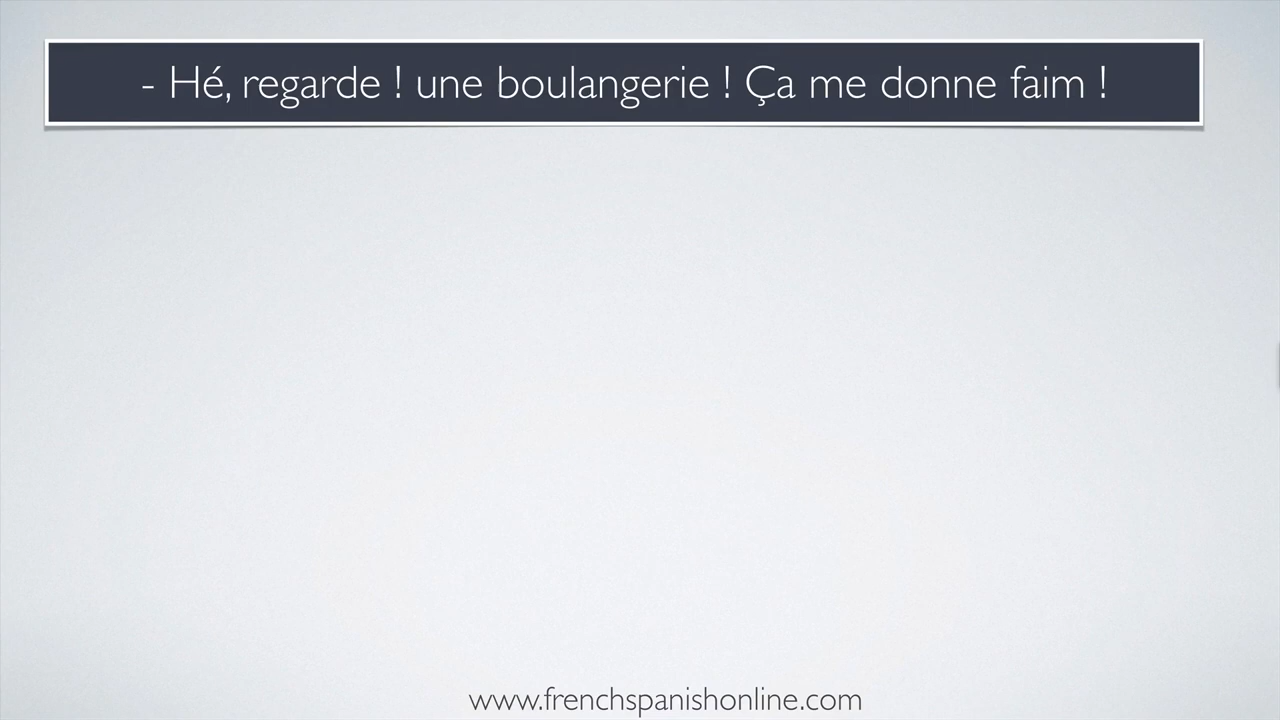 - Hé, regarde ! une boulangerie ! Ça me donne faim !
www.frenchspanishonline.com